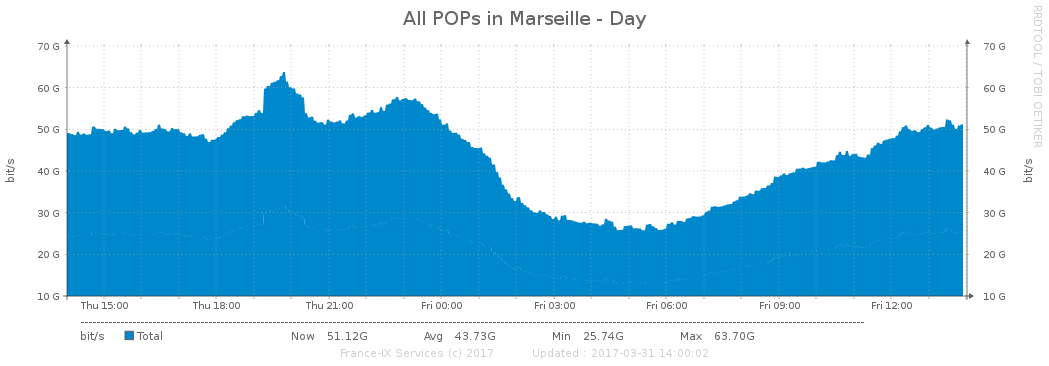 All POPs in Marseille - Day
RRDTOOL / TOBI OETIKER
70 G 70 G
60 G 60 G
50 G 50 G
40 G 40 G
30 G 30 G
20 G 20 G
10 G 10 G
bit/s bit/s
Thu 15:00 Thu 18:00 Thu 21:00 Fri 00:00 Fri 03:00 Fri 06:00 Fri 09:00 Fri 12:00
bit/s Total Now 51.12G Avg 43.73G Min 25.74G Max 63.70G
France-IX Services (c) 2017 Updated : 2017-03-31 14:00:02